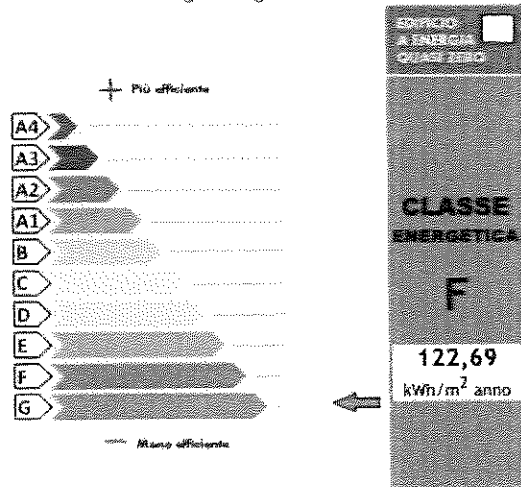 EDIFICIO
A ENERGIA
QUASI ZERO
+ Più efficiente
A4
A3
A2
A1
B
C
D
E
F
G
— Meno efficiente
CLASSE
ENERGETICA
F
122,69
kWh/m² anno